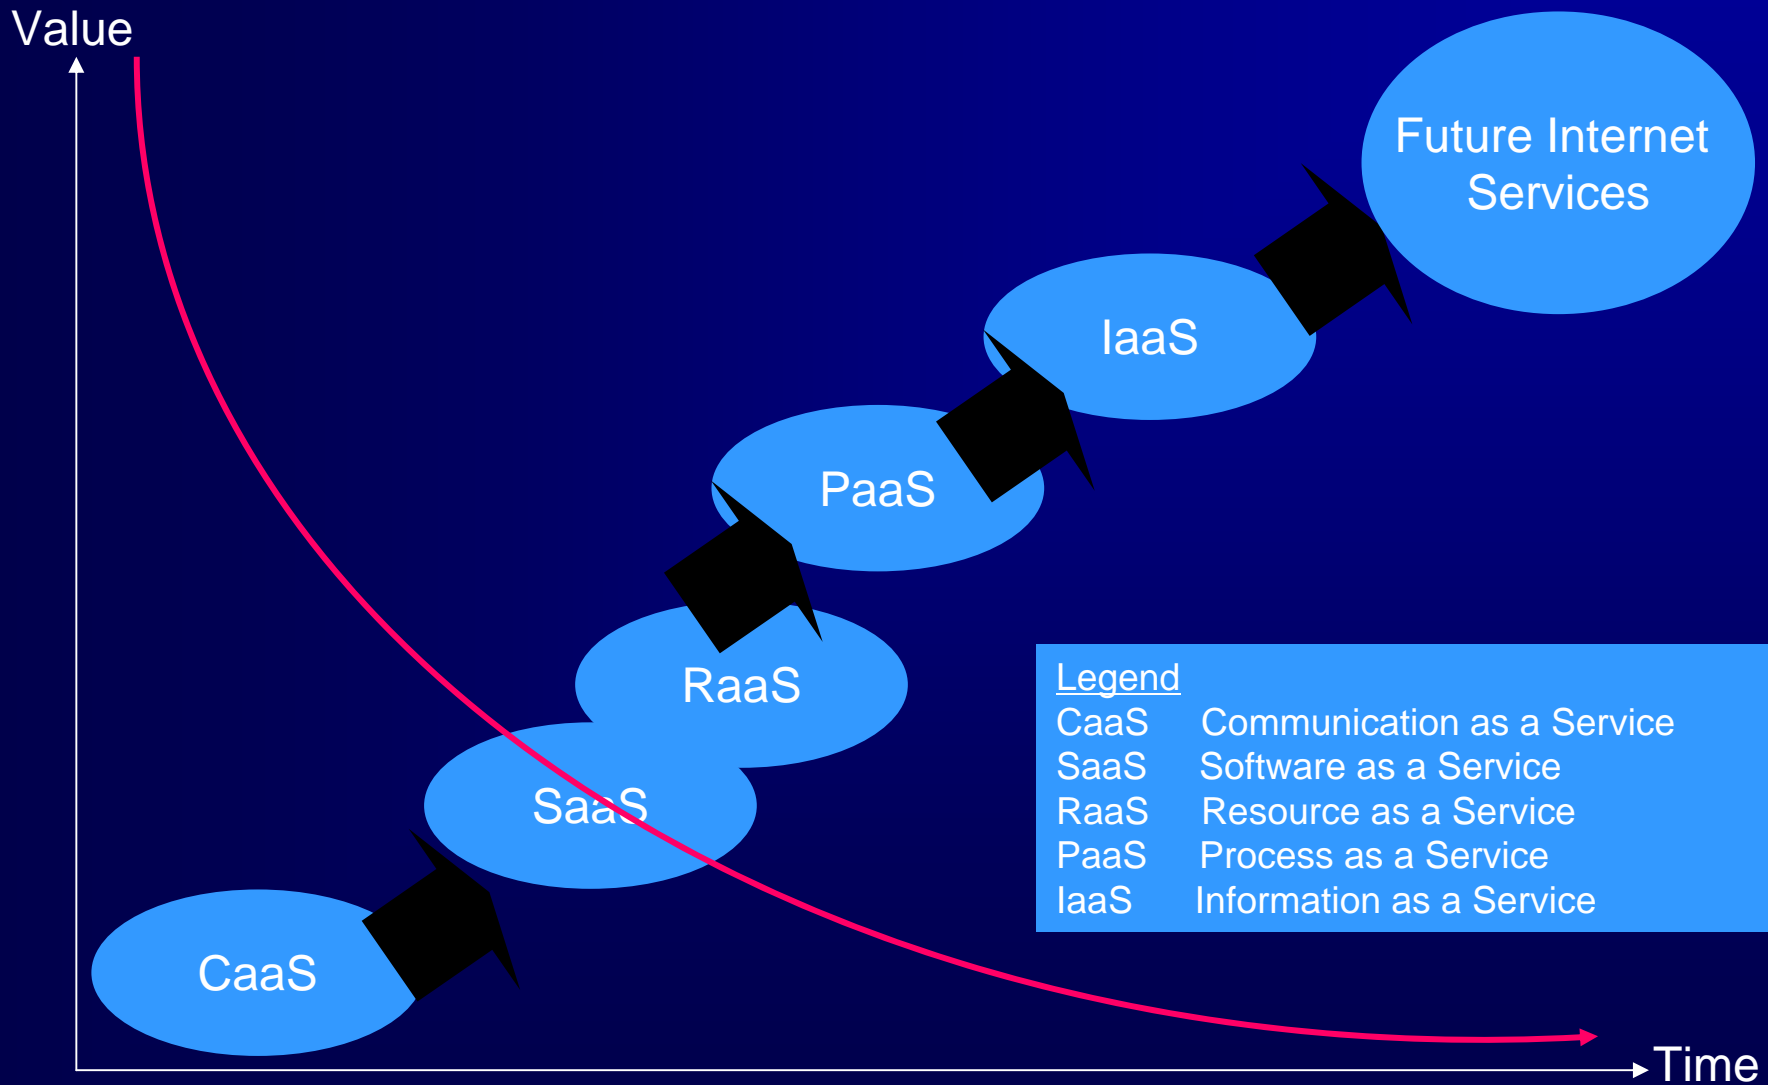 Value
Future Internet
Services
IaaS
PaaS
RaaS
SaaS
CaaS
Legend
CaaS Communication as a Service
SaaS Software as a Service
RaaS Resource as a Service
PaaS Process as a Service
IaaS Information as a Service
Time